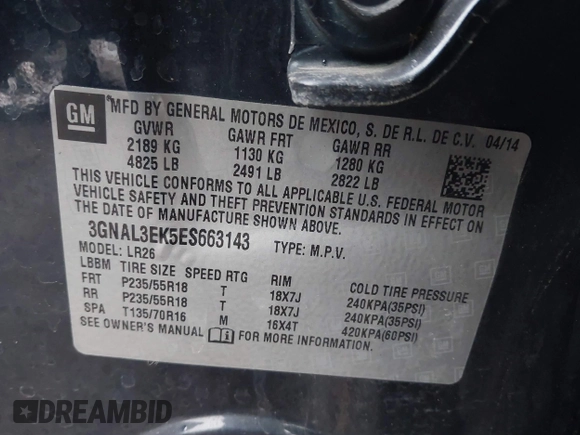 GM
MFD BY GENERAL MOTORS DE MEXICO, S. DE R.L. DE C.V. 04/14
GVWR GAWR FRT GAWR RR
2189 KG 1130 KG 1280 KG
4825 LB 2491 LB 2822 LB
THIS VEHICLE CONFORMS TO ALL APPLICABLE U.S. FEDERAL MOTOR
VEHICLE SAFETY AND THEFT PREVENTION STANDARDS IN EFFECT ON
THE DATE OF MANUFACTURE SHOWN ABOVE.
3GNAL3EK5ES663143 TYPE: M.P.V.
MODEL: LR26
LBBM TIRE SIZE SPEED RTG RIM COLD TIRE PRESSURE
FRT P235/55R18 T 18X7J 240KPA(35PSI)
RR P235/55R18 T 18X7J 240KPA(35PSI)
SPA T135/70R16 M 16X4T 420KPA(60PSI)
SEE OWNER'S MANUAL FOR MORE INFORMATION
DREAMBID